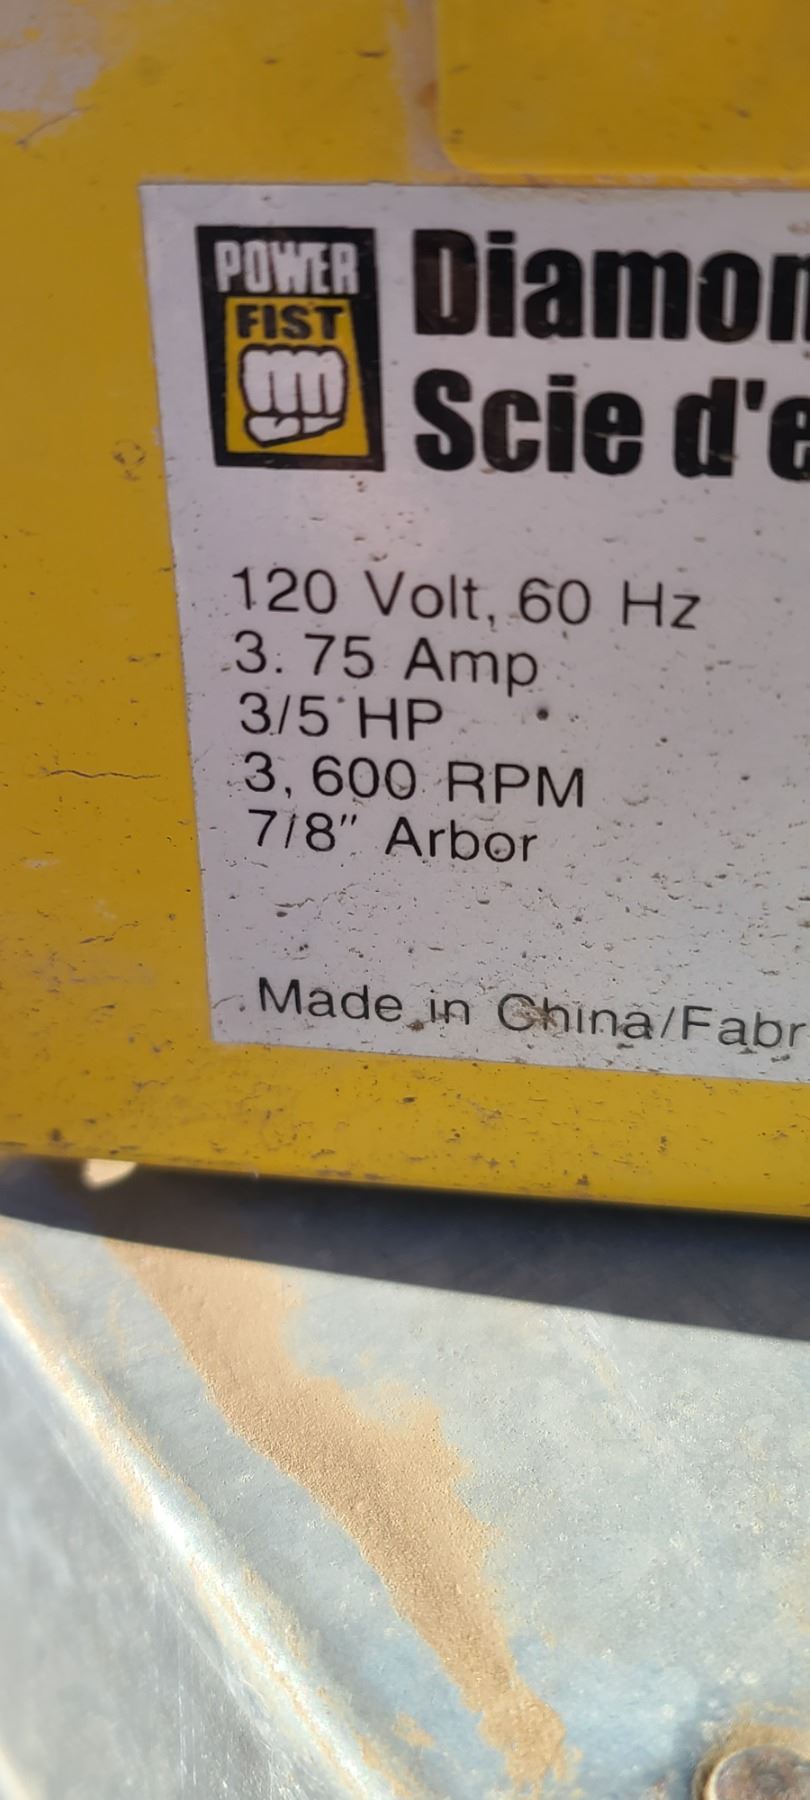 POWER
FIST
Diamon
Scie d'e
120 Volt, 60 Hz
3. 75 Amp
3/5 HP
3, 600 RPM
7/8" Arbor
Made in China/Fabr